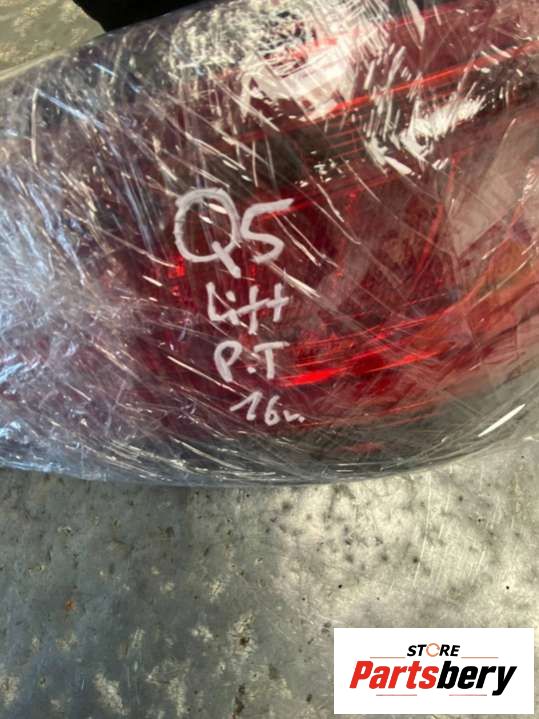 Q5
Lift
P.T
16r.
STORE
Partsbery